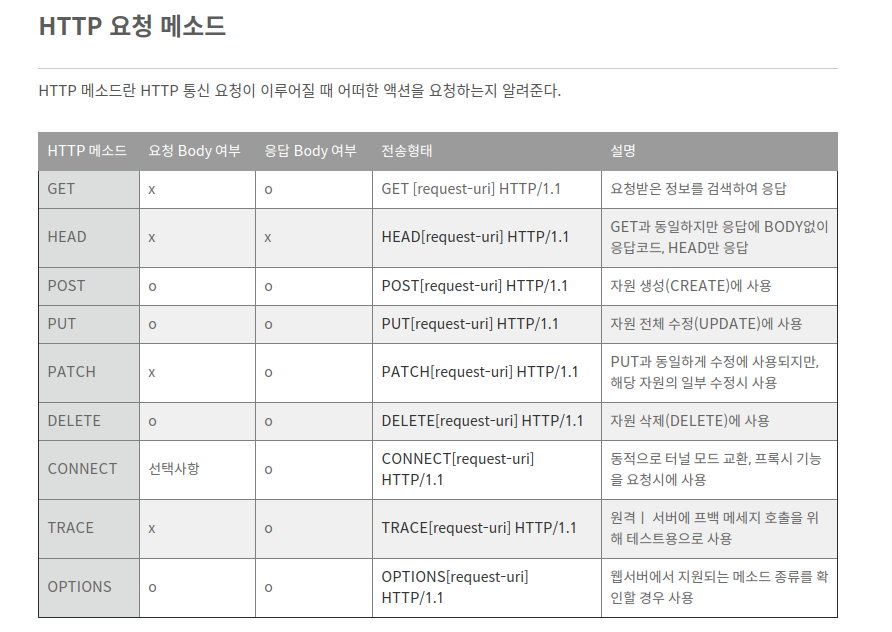 HTTP 요청 메소드
HTTP 메소드란 HTTP 통신 요청이 이루어질 때 어떠한 액션을 요청하는지 알려준다.
HTTP 메소드 요청 Body 여부 응답 Body 여부 전송형태 설명
GET x o GET [request-uri] HTTP/1.1 요청받은 정보를 검색하여 응답
HEAD x x HEAD[request-uri] HTTP/1.1 GET과 동일하지만 응답에 BODY없이
응답코드, HEAD만 응답
POST o o POST[request-uri] HTTP/1.1 자원 생성(CREATE)에 사용
PUT o o PUT[request-uri] HTTP/1.1 자원 전체 수정(UPDATE)에 사용
PATCH x o PATCH[request-uri] HTTP/1.1 PUT과 동일하게 수정에 사용되지만,
해당 자원의 일부 수정시 사용
DELETE o o DELETE[request-uri] HTTP/1.1 자원 삭제(DELETE)에 사용
CONNECT 선택사항 o CONNECT[request-uri]
HTTP/1.1 동적으로 터널 모드 교환, 프록시 기능
을 요청시에 사용
TRACE x o TRACE[request-uri] HTTP/1.1 원격ㅣ 서버에 프백 메세지 호출을 위
해 테스트용으로 사용
OPTIONS o o OPTIONS[request-uri]
HTTP/1.1 웹서버에서 지원되는 메소드 종류를 확
인할 경우 사용